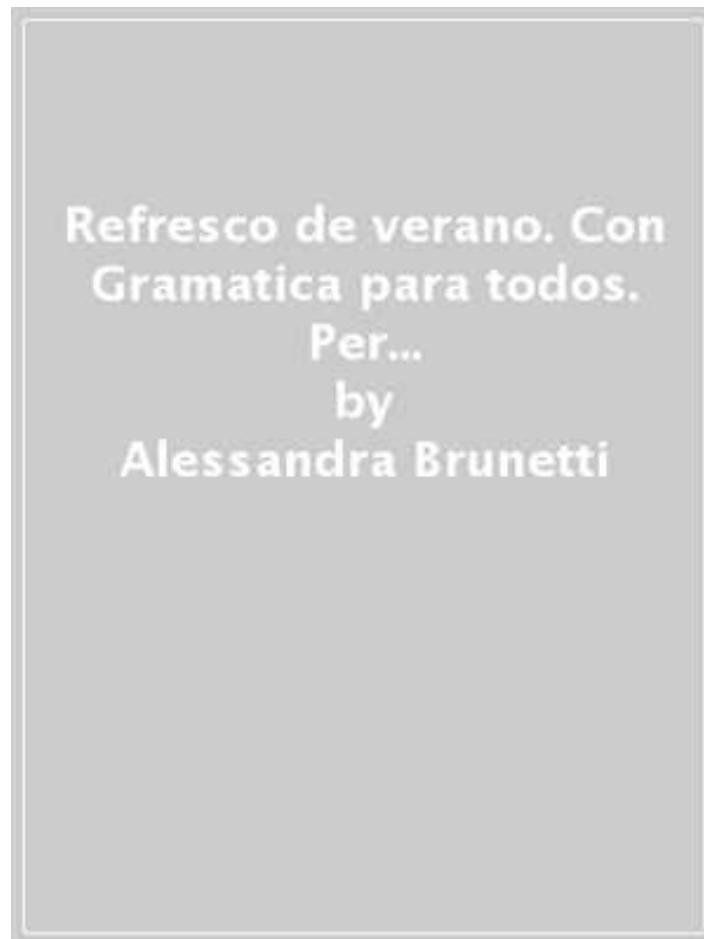 Refresco de verano. Con
Gramatica para todos.
Per...
by
Alessandra Brunetti